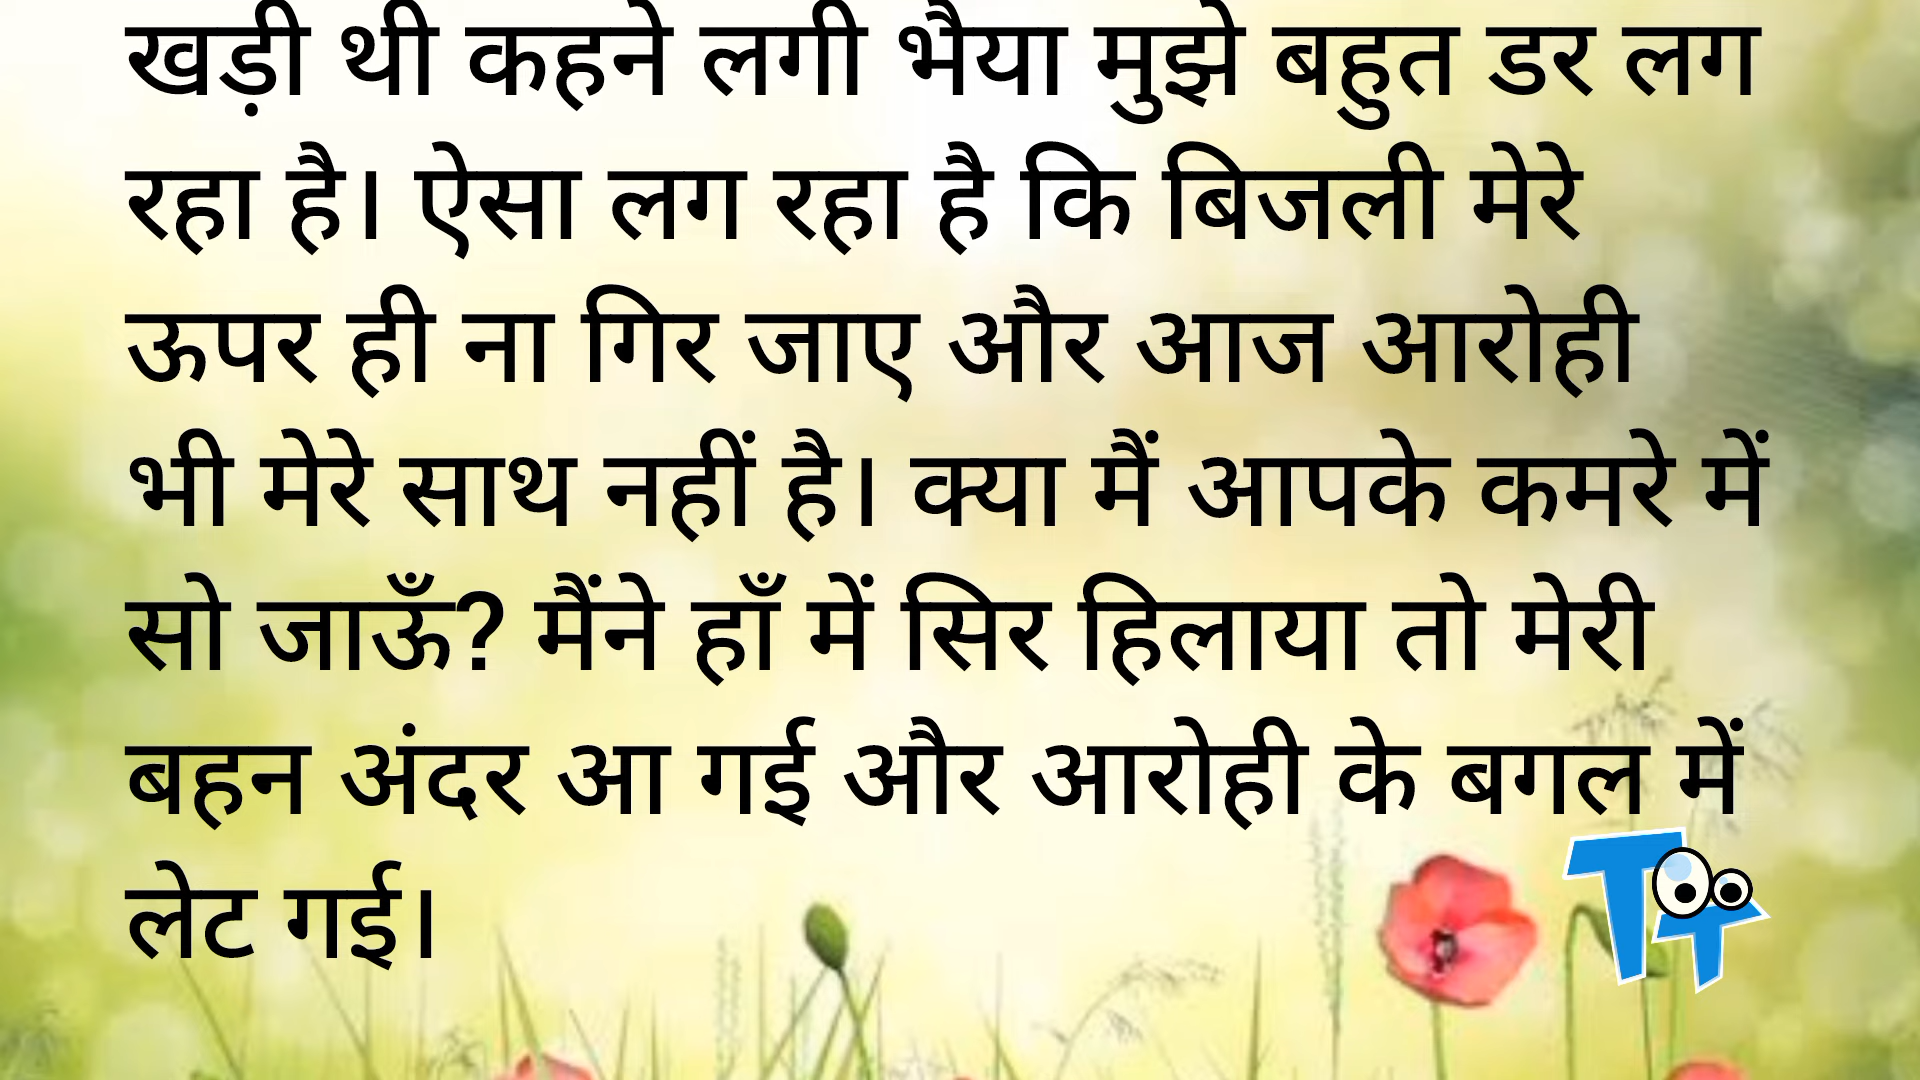 खड़ी थी कहने लगी भैया मुझे बहुत डर लग
रहा है। ऐसा लग रहा है कि बिजली मेरे
ऊपर ही ना गिर जाए और आज आरोही
भी मेरे साथ नहीं है। क्या मैं आपके कमरे में
सो जाऊँ? मैंने हाँ में सिर हिलाया तो मेरी
बहन अंदर आ गई और आरोही के बगल में
लेट गई।
TT